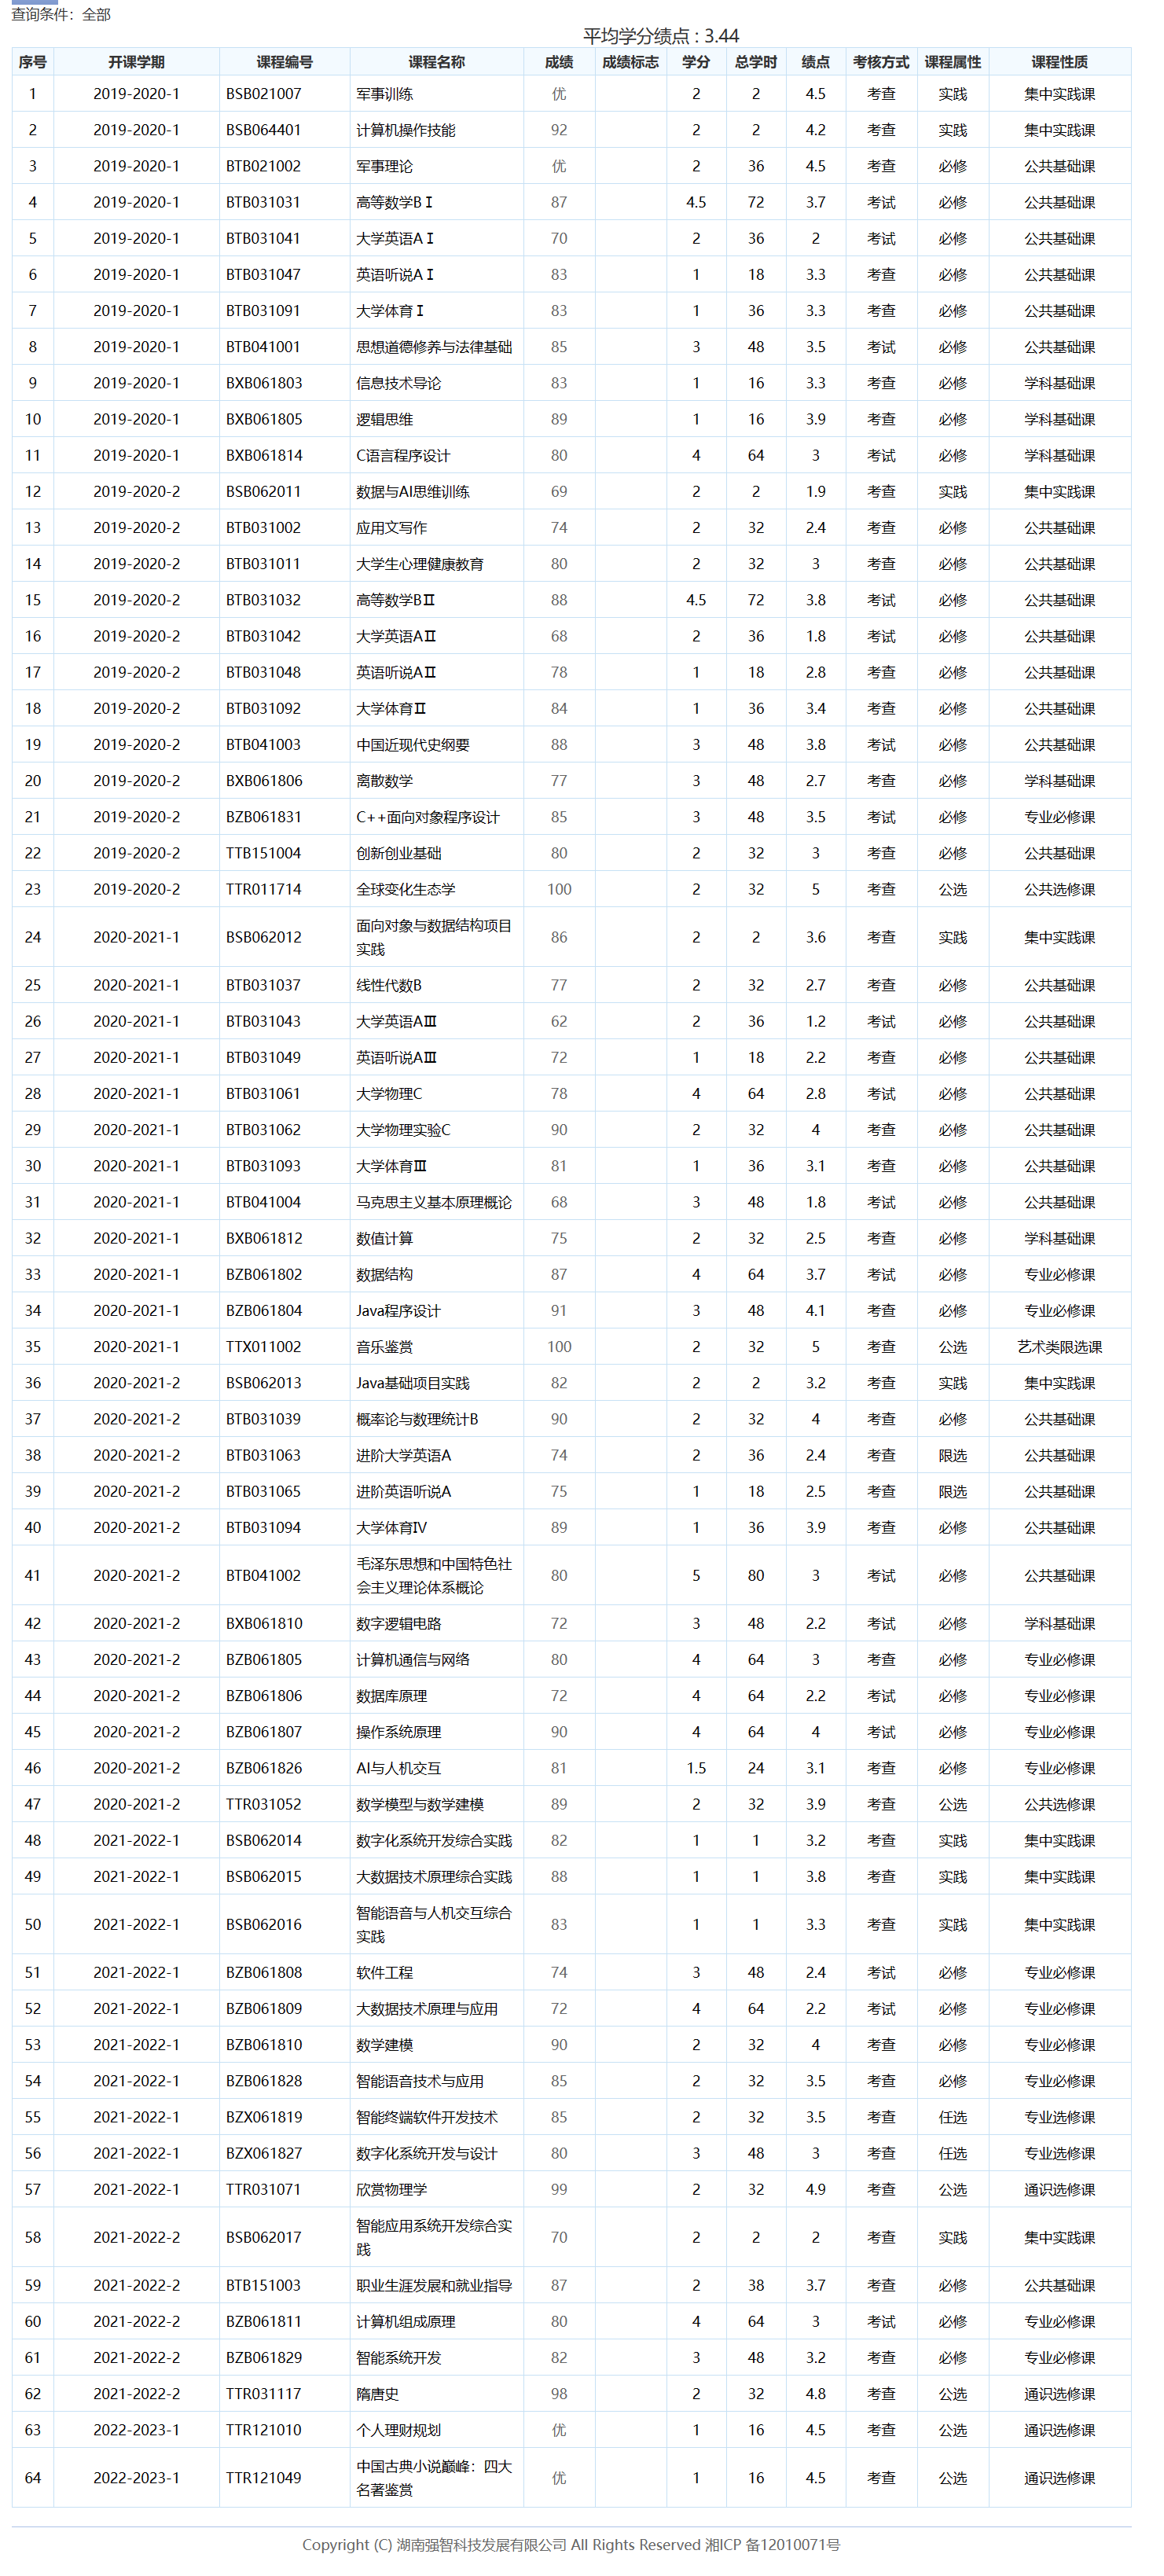 查询条件：全部
平均学分绩点 : 3.44
序号 开课学期 课程编号 课程名称 成绩 成绩标志 学分 总学时 绩点 考核方式 课程属性 课程性质
1 2019-2020-1 BSB021007 军事训练 优 2 2 4.5 考查 实践 集中实践课
2 2019-2020-1 BSB064401 计算机操作技能 92 2 2 4.2 考查 实践 集中实践课
3 2019-2020-1 BTB021002 军事理论 优 2 36 4.5 考查 必修 公共基础课
4 2019-2020-1 BTB031031 高等数学BⅠ 87 4.5 72 3.7 考试 必修 公共基础课
5 2019-2020-1 BTB031041 大学英语AⅠ 70 2 36 2 考试 必修 公共基础课
6 2019-2020-1 BTB031047 英语听说AⅠ 83 1 18 3.3 考查 必修 公共基础课
7 2019-2020-1 BTB031091 大学体育Ⅰ 83 1 36 3.3 考查 必修 公共基础课
8 2019-2020-1 BTB041001 思想道德修养与法律基础 85 3 48 3.5 考试 必修 公共基础课
9 2019-2020-1 BXB061803 信息技术导论 83 1 16 3.3 考查 必修 学科基础课
10 2019-2020-1 BXB061805 逻辑思维 89 1 16 3.9 考查 必修 学科基础课
11 2019-2020-1 BXB061814 C语言程序设计 80 4 64 3 考试 必修 学科基础课
12 2019-2020-2 BSB062011 数据与AI思维训练 69 2 2 1.9 考查 实践 集中实践课
13 2019-2020-2 BTB031002 应用文写作 74 2 32 2.4 考查 必修 公共基础课
14 2019-2020-2 BTB031011 大学生心理健康教育 80 2 32 3 考查 必修 公共基础课
15 2019-2020-2 BTB031032 高等数学BⅡ 88 4.5 72 3.8 考试 必修 公共基础课
16 2019-2020-2 BTB031042 大学英语AⅡ 68 2 36 1.8 考试 必修 公共基础课
17 2019-2020-2 BTB031048 英语听说AⅡ 78 1 18 2.8 考查 必修 公共基础课
18 2019-2020-2 BTB031092 大学体育Ⅱ 84 1 36 3.4 考查 必修 公共基础课
19 2019-2020-2 BTB041003 中国近现代史纲要 88 3 48 3.8 考试 必修 公共基础课
20 2019-2020-2 BXB061806 离散数学 77 3 48 2.7 考查 必修 学科基础课
21 2019-2020-2 BZB061831 C++面向对象程序设计 85 3 48 3.5 考试 必修 专业必修课
22 2019-2020-2 TTB151004 创新创业基础 80 2 32 3 考查 必修 公共基础课
23 2019-2020-2 TTR011714 全球变化生态学 100 2 32 5 考查 公选 公共选修课
24 2020-2021-1 BSB062012 面向对象与数据结构项目
实践 86 2 2 3.6 考查 实践 集中实践课
25 2020-2021-1 BTB031037 线性代数B 77 2 32 2.7 考查 必修 公共基础课
26 2020-2021-1 BTB031043 大学英语AⅢ 62 2 36 1.2 考试 必修 公共基础课
27 2020-2021-1 BTB031049 英语听说AⅢ 72 1 18 2.2 考查 必修 公共基础课
28 2020-2021-1 BTB031061 大学物理C 78 4 64 2.8 考试 必修 公共基础课
29 2020-2021-1 BTB031062 大学物理实验C 90 2 32 4 考查 必修 公共基础课
30 2020-2021-1 BTB031093 大学体育Ⅲ 81 1 36 3.1 考查 必修 公共基础课
31 2020-2021-1 BTB041004 马克思主义基本原理概论 68 3 48 1.8 考试 必修 公共基础课
32 2020-2021-1 BXB061812 数值计算 75 2 32 2.5 考查 必修 学科基础课
33 2020-2021-1 BZB061802 数据结构 87 4 64 3.7 考试 必修 专业必修课
34 2020-2021-1 BZB061804 Java程序设计 91 3 48 4.1 考查 必修 专业必修课
35 2020-2021-1 TTX011002 音乐鉴赏 100 2 32 5 考查 公选 艺术类限选课
36 2020-2021-2 BSB062013 Java基础项目实践 82 2 2 3.2 考查 实践 集中实践课
37 2020-2021-2 BTB031039 概率论与数理统计B 90 2 32 4 考查 必修 公共基础课
38 2020-2021-2 BTB031063 进阶大学英语A 74 2 36 2.4 考查 限选 公共基础课
39 2020-2021-2 BTB031065 进阶英语听说A 75 1 18 2.5 考查 限选 公共基础课
40 2020-2021-2 BTB031094 大学体育Ⅳ 89 1 36 3.9 考查 必修 公共基础课
41 2020-2021-2 BTB041002 毛泽东思想和中国特色社
会主义理论体系概论 80 5 80 3 考试 必修 公共基础课
42 2020-2021-2 BXB061810 数字逻辑电路 72 3 48 2.2 考试 必修 学科基础课
43 2020-2021-2 BZB061805 计算机通信与网络 80 4 64 3 考查 必修 专业必修课
44 2020-2021-2 BZB061806 数据库原理 72 4 64 2.2 考试 必修 专业必修课
45 2020-2021-2 BZB061807 操作系统原理 90 4 64 4 考试 必修 专业必修课
46 2020-2021-2 BZB061826 AI与人机交互 81 1.5 24 3.1 考查 必修 专业必修课
47 2020-2021-2 TTR031052 数学模型与数学建模 89 2 32 3.9 考查 公选 公共选修课
48 2021-2022-1 BSB062014 数字化系统开发综合实践 82 1 1 3.2 考查 实践 集中实践课
49 2021-2022-1 BSB062015 大数据技术原理综合实践 88 1 1 3.8 考查 实践 集中实践课
50 2021-2022-1 BSB062016 智能语音与人机交互综合
实践 83 1 1 3.3 考查 实践 集中实践课
51 2021-2022-1 BZB061808 软件工程 74 3 48 2.4 考试 必修 专业必修课
52 2021-2022-1 BZB061809 大数据技术原理与应用 72 4 64 2.2 考试 必修 专业必修课
53 2021-2022-1 BZB061810 数学建模 90 2 32 4 考查 必修 专业必修课
54 2021-2022-1 BZB061828 智能语音技术与应用 85 2 32 3.5 考查 必修 专业必修课
55 2021-2022-1 BZX061819 智能终端软件开发技术 85 2 32 3.5 考查 任选 专业选修课
56 2021-2022-1 BZX061827 数字化系统开发与设计 80 3 48 3 考查 任选 专业选修课
57 2021-2022-1 TTR031071 欣赏物理学 99 2 32 4.9 考查 公选 通识选修课
58 2021-2022-2 BSB062017 智能应用系统开发综合实
践 70 2 2 2 考查 实践 集中实践课
59 2021-2022-2 BTB151003 职业生涯发展和就业指导 87 2 38 3.7 考查 必修 公共基础课
60 2021-2022-2 BZB061811 计算机组成原理 80 4 64 3 考试 必修 专业必修课
61 2021-2022-2 BZB061829 智能系统开发 82 3 48 3.2 考查 必修 专业必修课
62 2021-2022-2 TTR031117 隋唐史 98 2 32 4.8 考查 公选 通识选修课
63 2022-2023-1 TTR121010 个人理财规划 优 1 16 4.5 考查 公选 通识选修课
64 2022-2023-1 TTR121049 中国古典小说巅峰：四大
名著鉴赏 优 1 16 4.5 考查 公选 通识选修课
Copyright (C) 湖南强智科技发展有限公司 All Rights Reserved 湘ICP 备12010071号